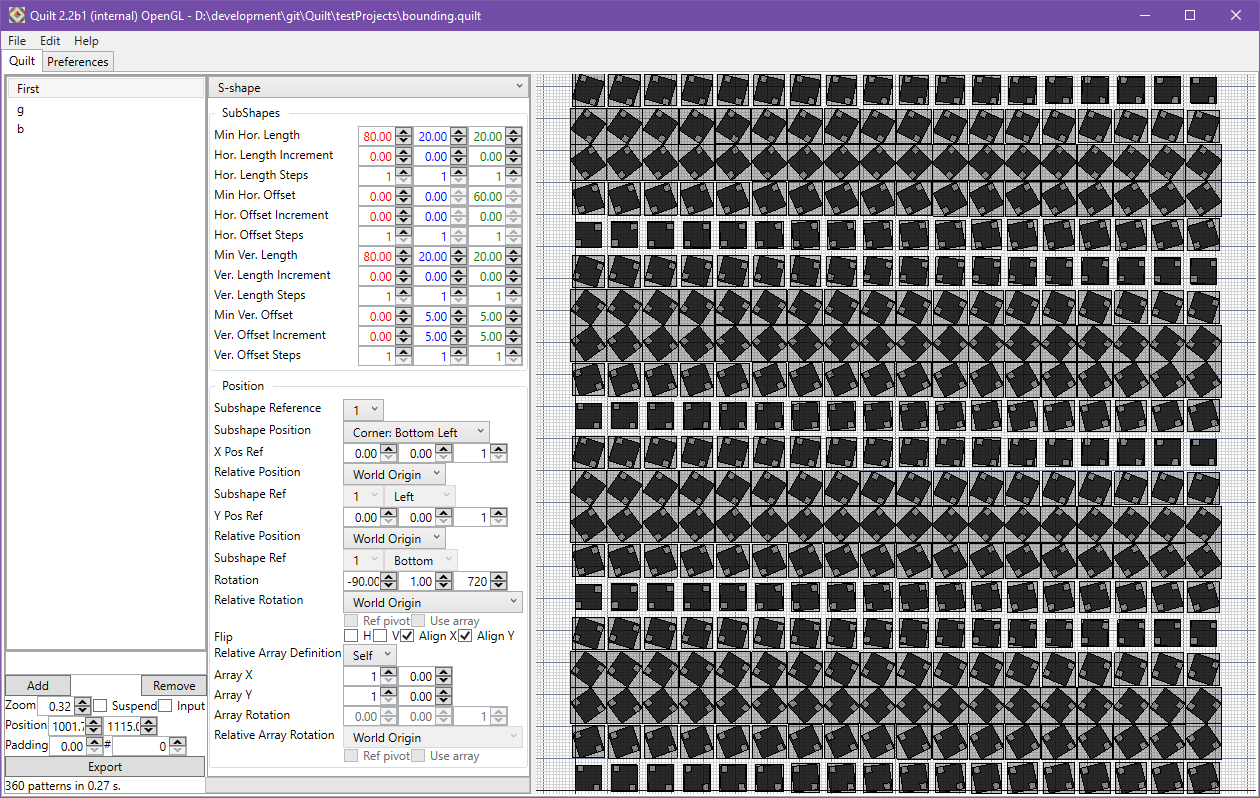 Quilt 2.2b1 (internal) OpenGL - D:\development\git\Quilt\testProjects\bounding.quilt
File Edit Help
Quilt Preferences
First
g
b
Add Remove
Zoom 0.32 Suspend Input
Position 1001.7 1115.0
Padding 0.00 # 0
Export
360 patterns in 0.27 s.
S-shape
SubShapes
Min Hor. Length 80.00 20.00 20.00
Hor. Length Increment 0.00 0.00 0.00
Hor. Length Steps 1 1 1
Min Hor. Offset 0.00 0.00 60.00
Hor. Offset Increment 0.00 0.00 0.00
Hor. Offset Steps 1 1 1
Min Ver. Length 80.00 20.00 20.00
Ver. Length Increment 0.00 0.00 0.00
Ver. Length Steps 1 1 1
Min Ver. Offset 0.00 5.00 5.00
Ver. Offset Increment 0.00 5.00 5.00
Ver. Offset Steps 1 1 1
Position
Subshape Reference 1
Subshape Position Corner: Bottom Left
X Pos Ref 0.00 0.00 1
Relative Position World Origin
Subshape Ref 1 Left
Y Pos Ref 0.00 0.00 1
Relative Position World Origin
Subshape Ref 1 Bottom
Rotation -90.00 1.00 720
Relative Rotation World Origin
Ref pivot Use array
Flip H V Align X Align Y
Relative Array Definition Self
Array X 1 0.00
Array Y 1 0.00
Array Rotation 0.00 0.00 1
Relative Array Rotation World Origin
Ref pivot Use array